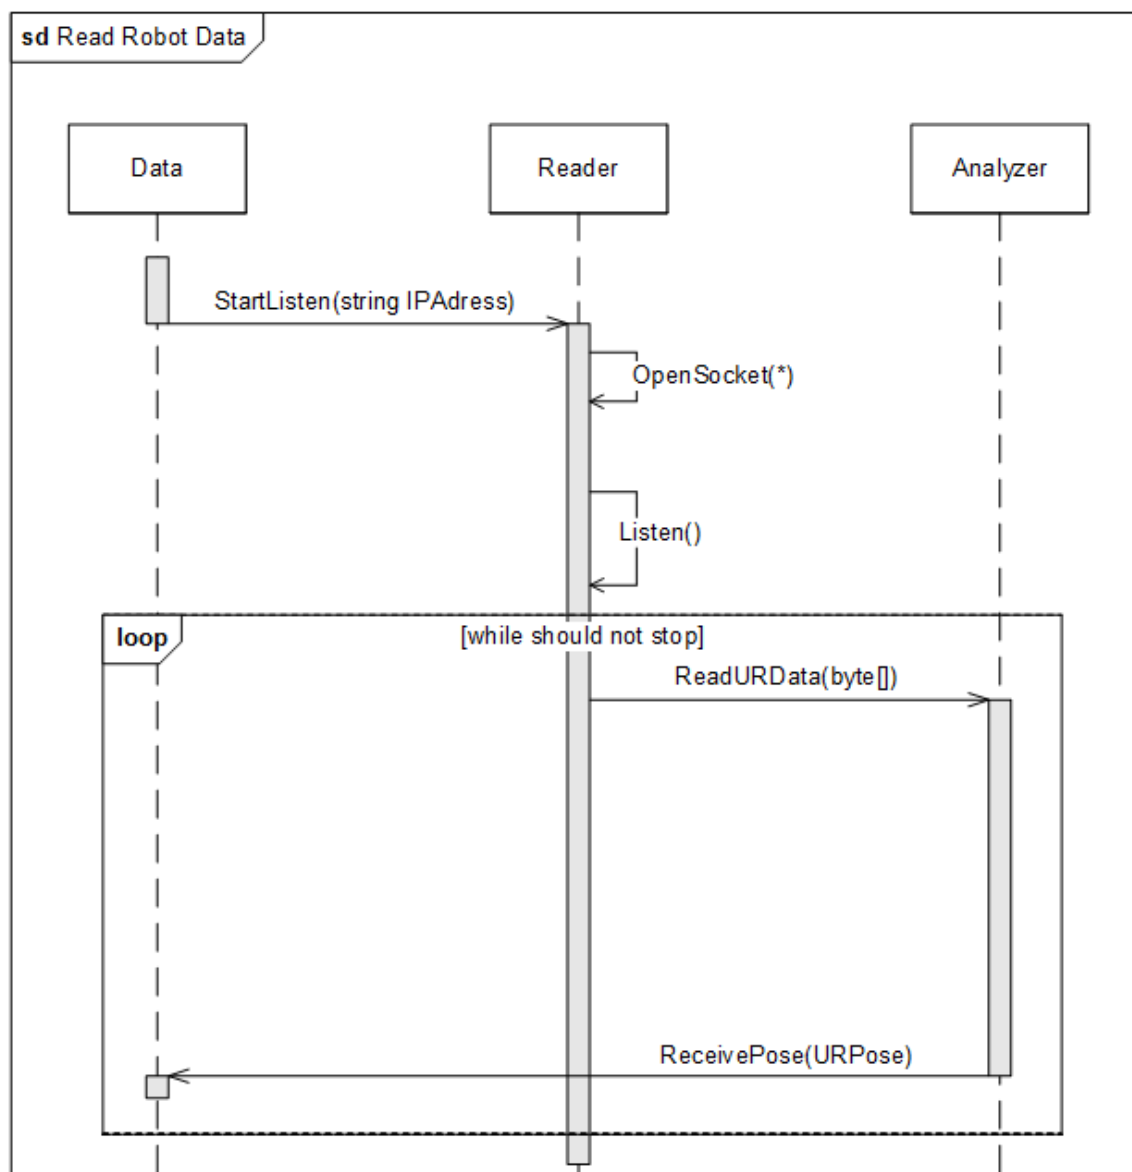 sd Read Robot Data
Data
Reader
Analyzer
StartListen(string IPAdress)
OpenSocket(*)
Listen()
loop
[while should not stop]
ReadURData(byte[])
ReceivePose(URPose)